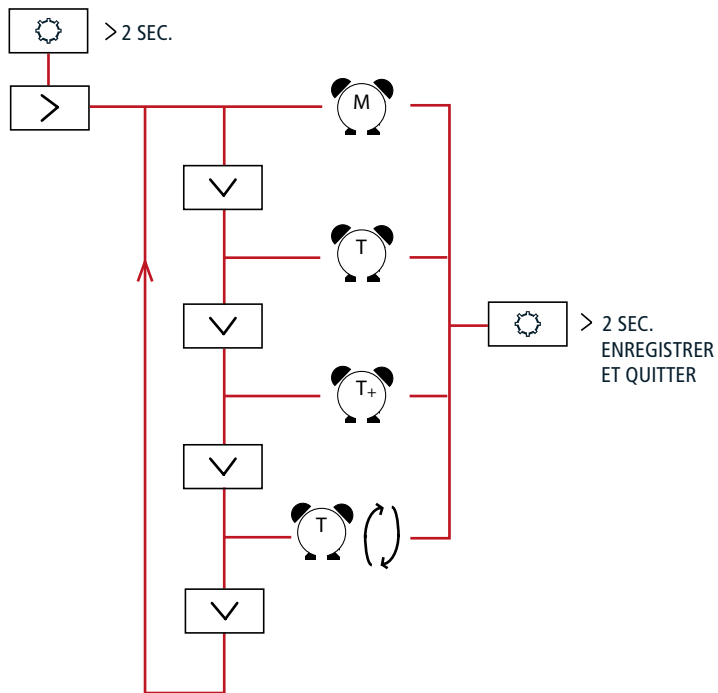 > 2 SEC.
M
T
> 2 SEC.
ENREGISTRER
ET QUITTER
T+
T